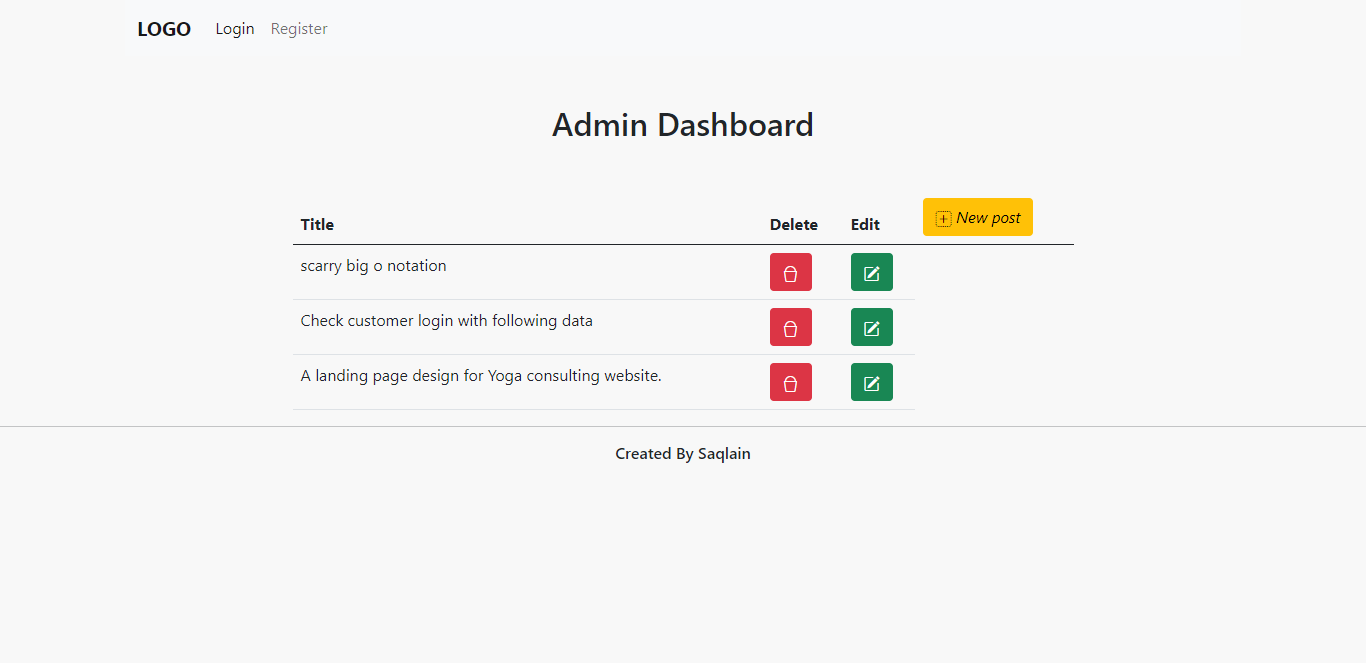 LOGO Login Register
Admin Dashboard
Title Delete Edit New post
scarry big o notation
Check customer login with following data
A landing page design for Yoga consulting website.
Created By Saqlain